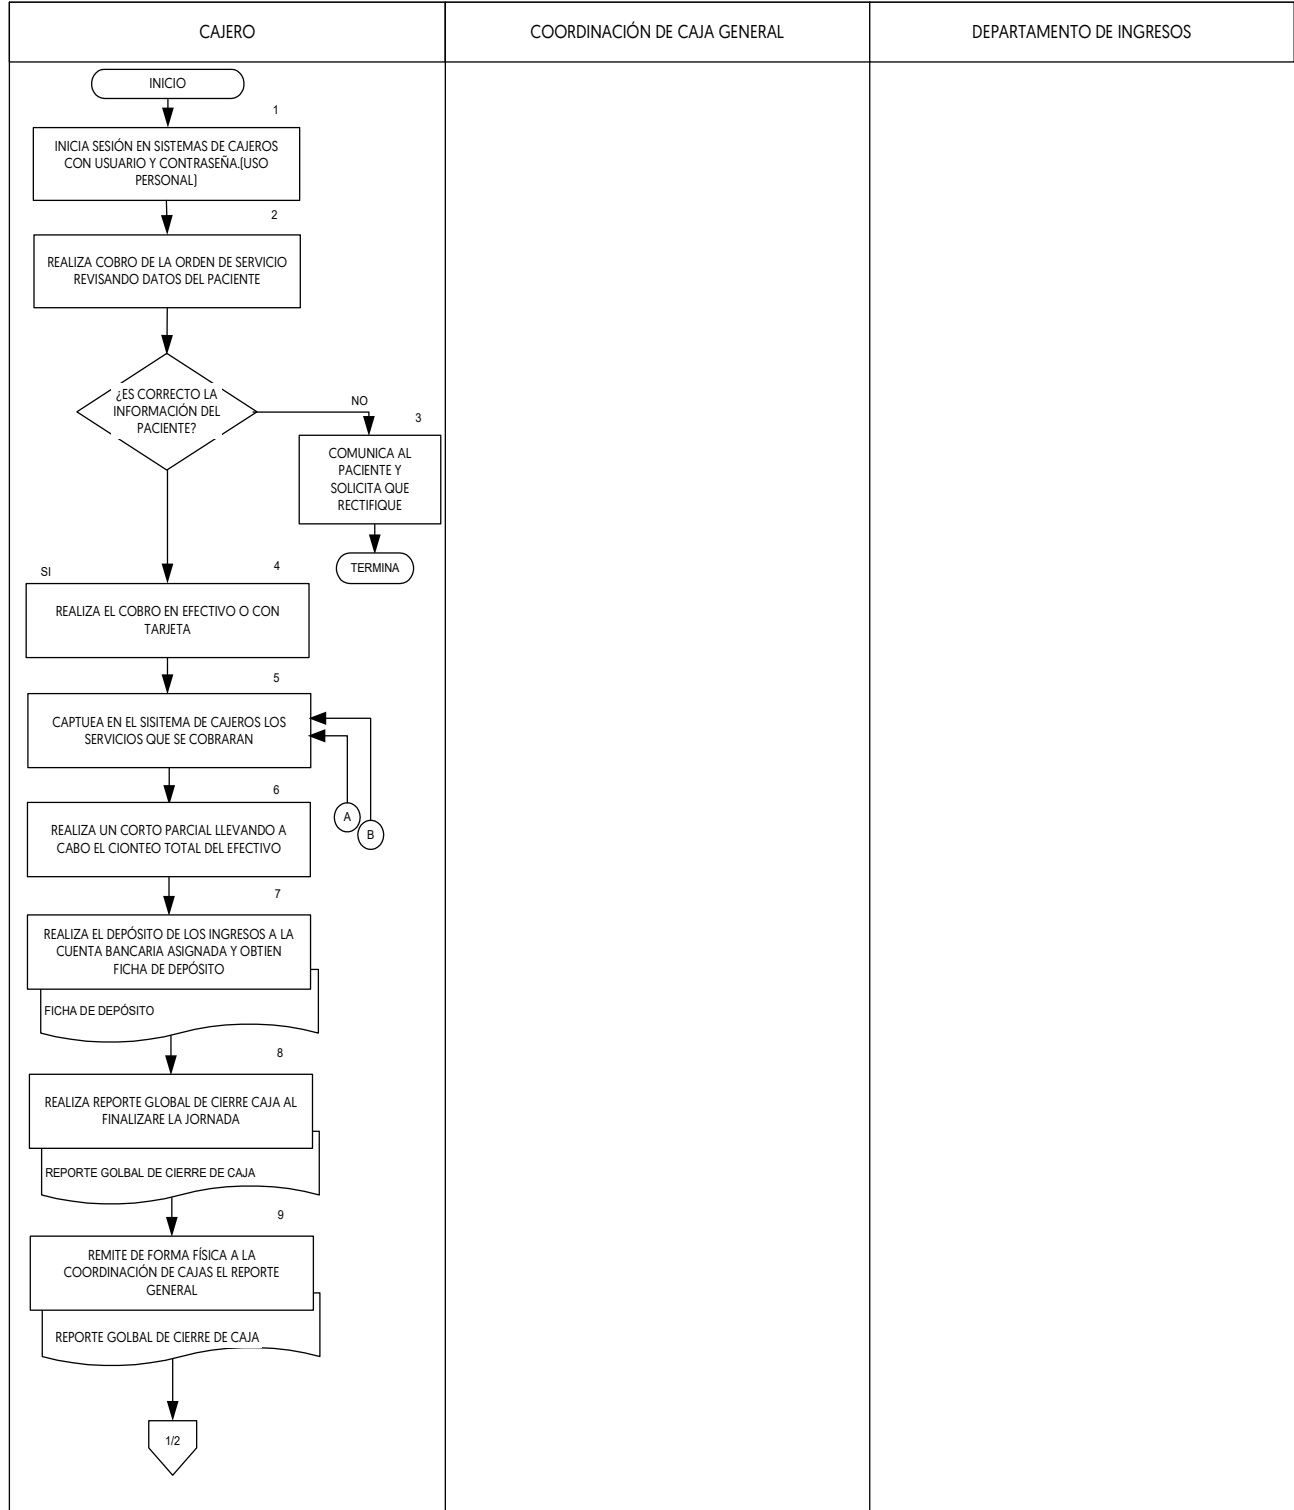 CAJERO
COORDINACIÓN DE CAJA GENERAL
DEPARTAMENTO DE INGRESOS
INICIO
1
INICIA SESIÓN EN SISTEMAS DE CAJEROS
CON USUARIO Y CONTRASEÑA.(USO
PERSONAL)
2
REALIZA COBRO DE LA ORDEN DE SERVICIO
REVISANDO DATOS DEL PACIENTE
¿ES CORRECTO LA
INFORMACIÓN DEL
PACIENTE?
NO
3
COMUNICA AL
PACIENTE Y
SOLICITA QUE
RECTIFIQUE
TERMINA
SI
4
REALIZA EL COBRO EN EFECTIVO O CON
TARJETA
5
CAPTUEA EN EL SISITEMA DE CAJEROS LOS
SERVICIOS QUE SE COBRARAN
A
B
6
REALIZA UN CORTO PARCIAL LLEVANDO A
CABO EL CIONTEO TOTAL DEL EFECTIVO
7
REALIZA EL DEPÓSITO DE LOS INGRESOS A LA
CUENTA BANCARIA ASIGNADA Y OBTIEN
FICHA DE DEPÓSITO
FICHA DE DEPÓSITO
8
REALIZA REPORTE GLOBAL DE CIERRE CAJA AL
FINALIZARE LA JORNADA
REPORTE GOLBAL DE CIERRE DE CAJA
9
REMITE DE FORMA FÍSICA A LA
COORDINACIÓN DE CAJAS EL REPORTE
GENERAL
REPORTE GOLBAL DE CIERRE DE CAJA
1/2